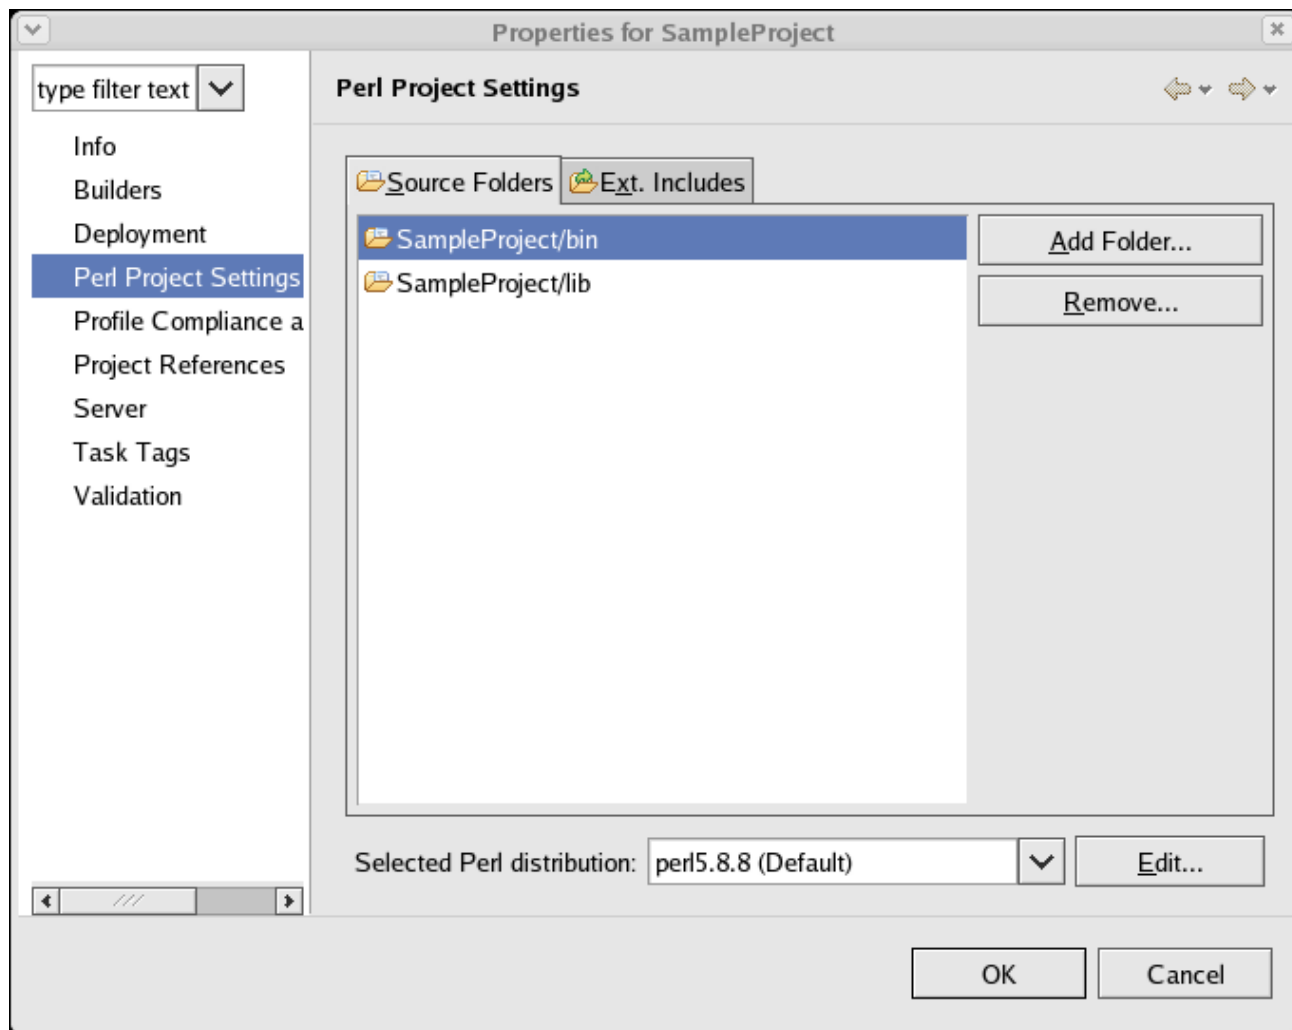 Properties for SampleProject
type filter text
Perl Project Settings
Info
Builders
Deployment
Perl Project Settings
Profile Compliance a
Project References
Server
Task Tags
Validation
Source Folders
Ext. Includes
SampleProject/bin
SampleProject/lib
Add Folder...
Remove...
Selected Perl distribution:
perl5.8.8 (Default)
Edit...
OK
Cancel